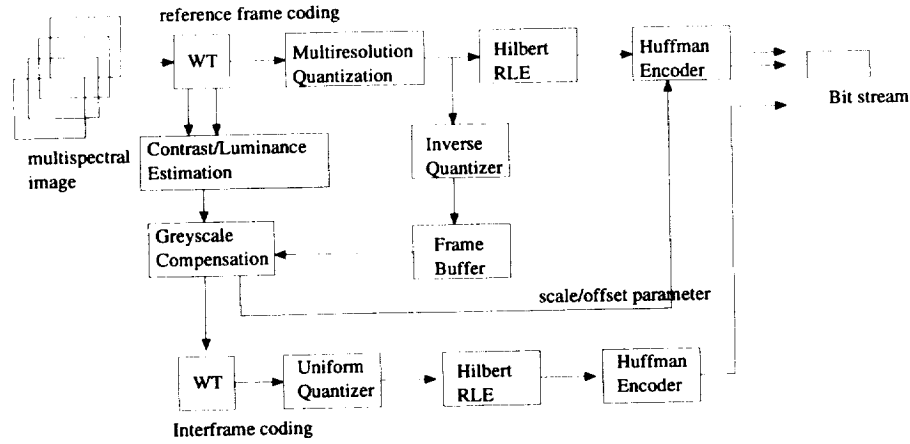 reference frame coding
WT
Multiresolution
Quantization
Hilbert
RLE
Huffman
Encoder
Bit stream
multispectral
image
Contrast/Luminance
Estimation
Inverse
Quantizer
Greyscale
Compensation
Frame
Buffer
scale/offset parameter
WT
Uniform
Quantizer
Hilbert
RLE
Huffman
Encoder
Interframe coding